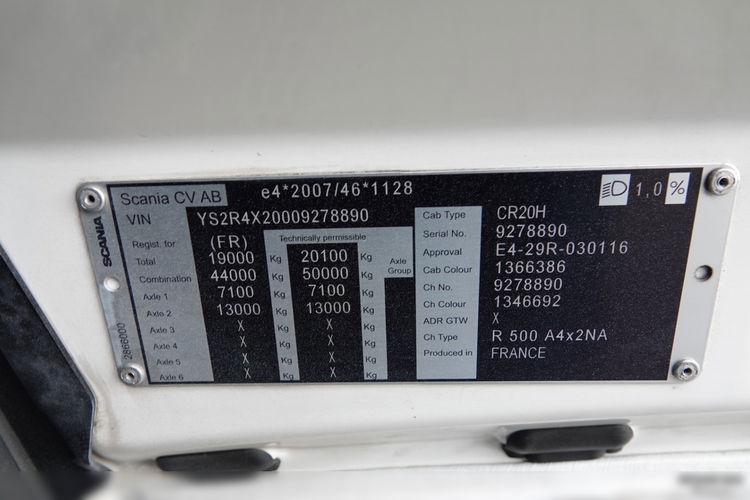 Scania CV AB e4*2007/46*1128 1,0 %
VIN YS2R4X20009278890
Regist. for (FR) Technically permissible
Total 19000 Kg 20100 Kg Axle Group
Combination 44000 Kg 50000 Kg
Axle 1 7100 Kg 7100 Kg
Axle 2 13000 Kg 13000 Kg
Axle 3 X Kg X Kg
Axle 4 X Kg X Kg
Axle 5 X Kg X Kg
Axle 6 X Kg X Kg
Cab Type CR20H
Serial No. 9278890
Approval E4-29R-030116
Cab Colour 1366386
Ch No. 9278890
Ch Colour 1346692
ADR GTW X
Ch Type R 500 A4x2NA
Produced in FRANCE
SCANIA
2866000